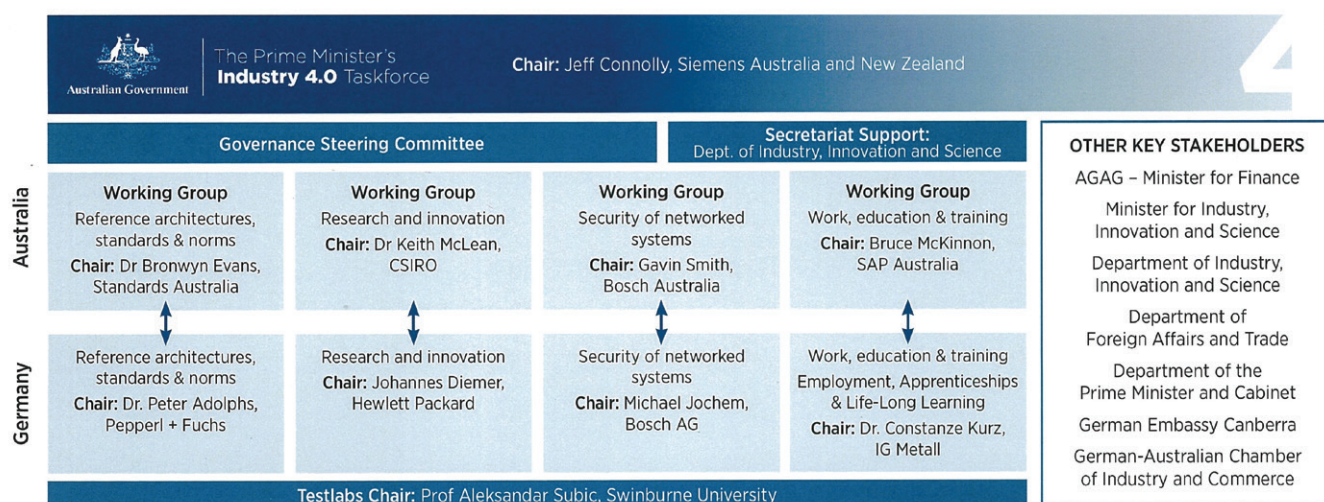 Australian Government
The Prime Minister's
Industry 4.0 Taskforce
Chair: Jeff Connolly, Siemens Australia and New Zealand
4
Governance Steering Committee
Secretariat Support:
Dept. of Industry, Innovation and Science
Australia
Working Group
Reference architectures,
standards & norms
Chair: Dr Bronwyn Evans,
Standards Australia
Working Group
Research and innovation
Chair: Dr Keith McLean,
CSIRO
Working Group
Security of networked
systems
Chair: Gavin Smith,
Bosch Australia
Working Group
Work, education & training
Chair: Bruce McKinnon,
SAP Australia
Germany
Reference architectures,
standards & norms
Chair: Dr. Peter Adolphs,
Pepperl + Fuchs
Research and innovation
Chair: Johannes Diemer,
Hewlett Packard
Security of networked
systems
Chair: Michael Jochem,
Bosch AG
Work, education & training
Employment, Apprenticeships
& Life-Long Learning
Chair: Dr. Constanze Kurz,
IG Metall
Testlabs Chair: Prof Aleksandar Subic, Swinburne University
OTHER KEY STAKEHOLDERS
AGAG – Minister for Finance
Minister for Industry,
Innovation and Science
Department of Industry,
Innovation and Science
Department of
Foreign Affairs and Trade
Department of the
Prime Minister and Cabinet
German Embassy Canberra
German-Australian Chamber
of Industry and Commerce